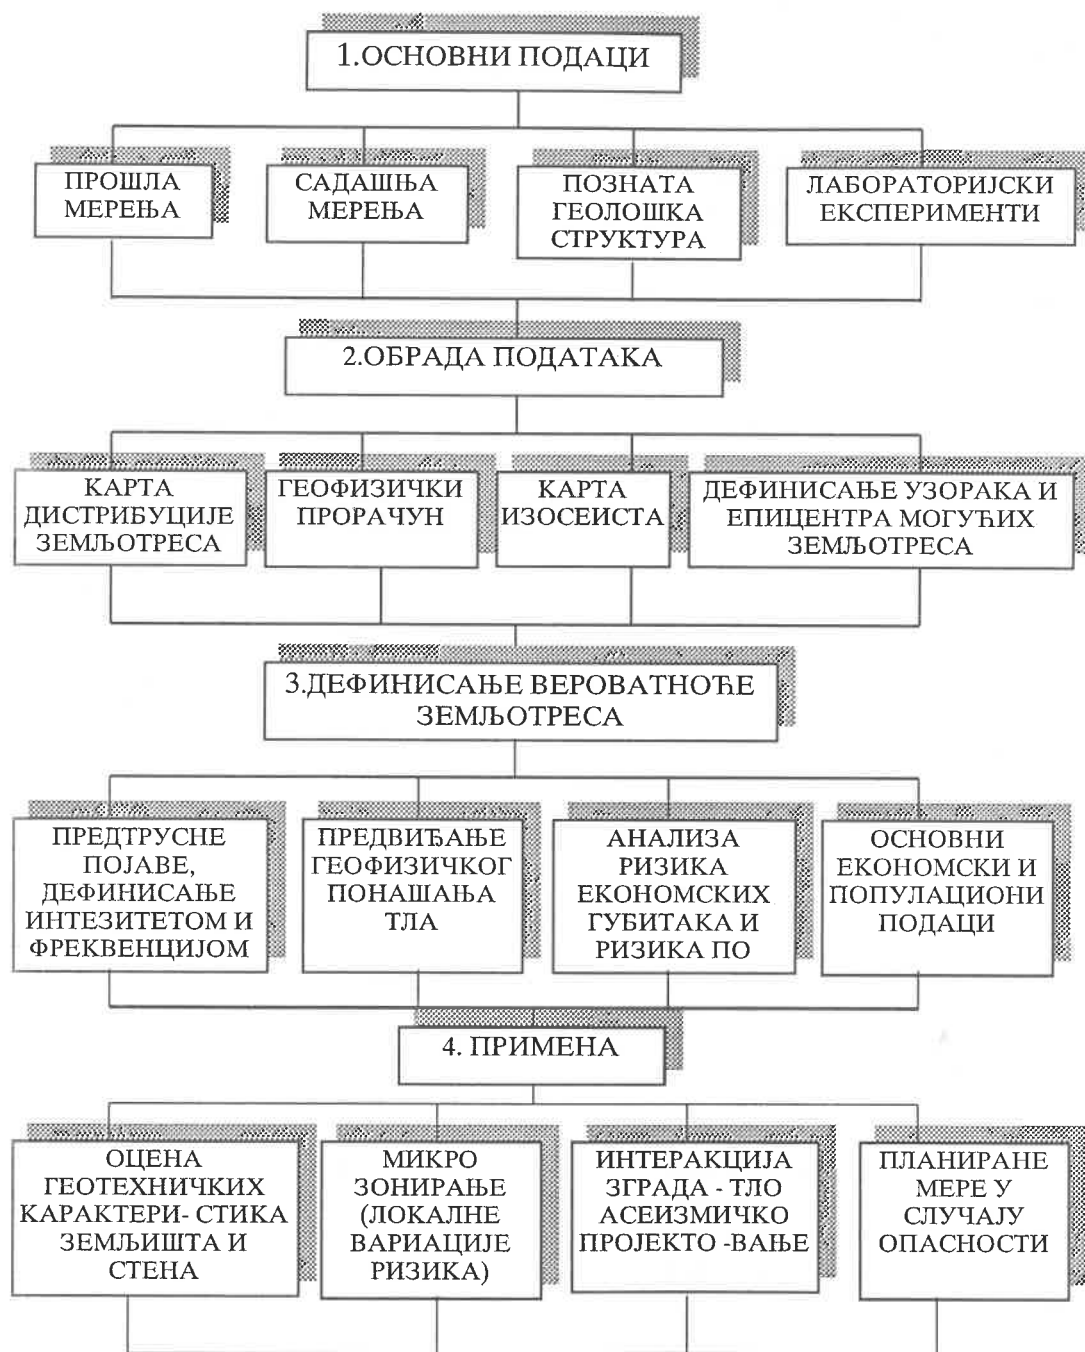 1.ОСНОВНИ ПОДАЦИ
ПРОШЛА
МЕРЕЊА
САДАШЊА
МЕРЕЊА
ПОЗНАТА
ГЕОЛОШКА
СТРУКТУРА
ЛАБОРАТОРИЈСКИ
ЕКСПЕРИМЕНТИ
2.ОБРАДА ПОДАТАКА
КАРТА
ДИСТРИБУЦИЈЕ
ЗЕМЉОТРЕСА
ГЕОФИЗИЧКИ
ПРОРАЧУН
КАРТА
ИЗОСЕИСТА
ДЕФИНИСАЊЕ УЗОРАКА И
ЕПИЦЕНТРА МОГУЋИХ
ЗЕМЉОТРЕСА
3.ДЕФИНИСАЊЕ ВЕРОВАТНОЋЕ
ЗЕМЉОТРЕСА
ПРЕДТРУСНЕ
ПОЈАВЕ,
ДЕФИНИСАЊЕ
ИНТЕЗИТЕТОМ И
ФРЕКВЕНЦИЈОМ
ПРЕДВИЂАЊЕ
ГЕОФИЗИЧКОГ
ПОНАШАЊА
ТЛА
АНАЛИЗА
РИЗИКА
ЕКОНОМСКИХ
ГУБИТАКА И
РИЗИКА ПО
ОСНОВНИ
ЕКОНОМСКИ И
ПОПУЛАЦИОНИ
ПОДАЦИ
4. ПРИМЕНА
ОЦЕНА
ГЕОТЕХНИЧКИХ
КАРАКТЕРИ- СТИКА
ЗЕМЉИШТА И
СТЕНА
МИКРО
ЗОНИРАЊЕ
(ЛОКАЛНЕ
ВАРИАЦИЈЕ
РИЗИКА)
ИНТЕРАКЦИЈА
ЗГРАДА - ТЛО
АСЕИЗМИЧКО
ПРОЈЕКТО -ВАЊЕ
ПЛАНИРАНЕ
МЕРЕ У
СЛУЧАЈУ
ОПАСНОСТИ